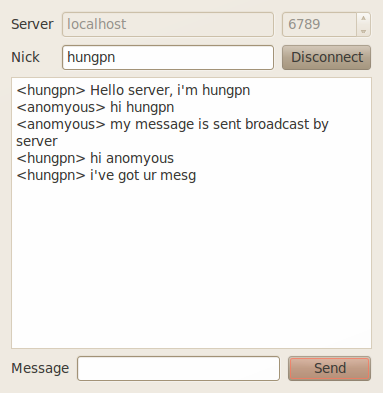 Server localhost 6789
Nick hungpn Disconnect
<hungpn> Hello server, i'm hungpn
<anomyous> hi hungpn
<anomyous> my message is sent broadcast by
server
<hungpn> hi anomyous
<hungpn> i've got ur mesg
Message Send